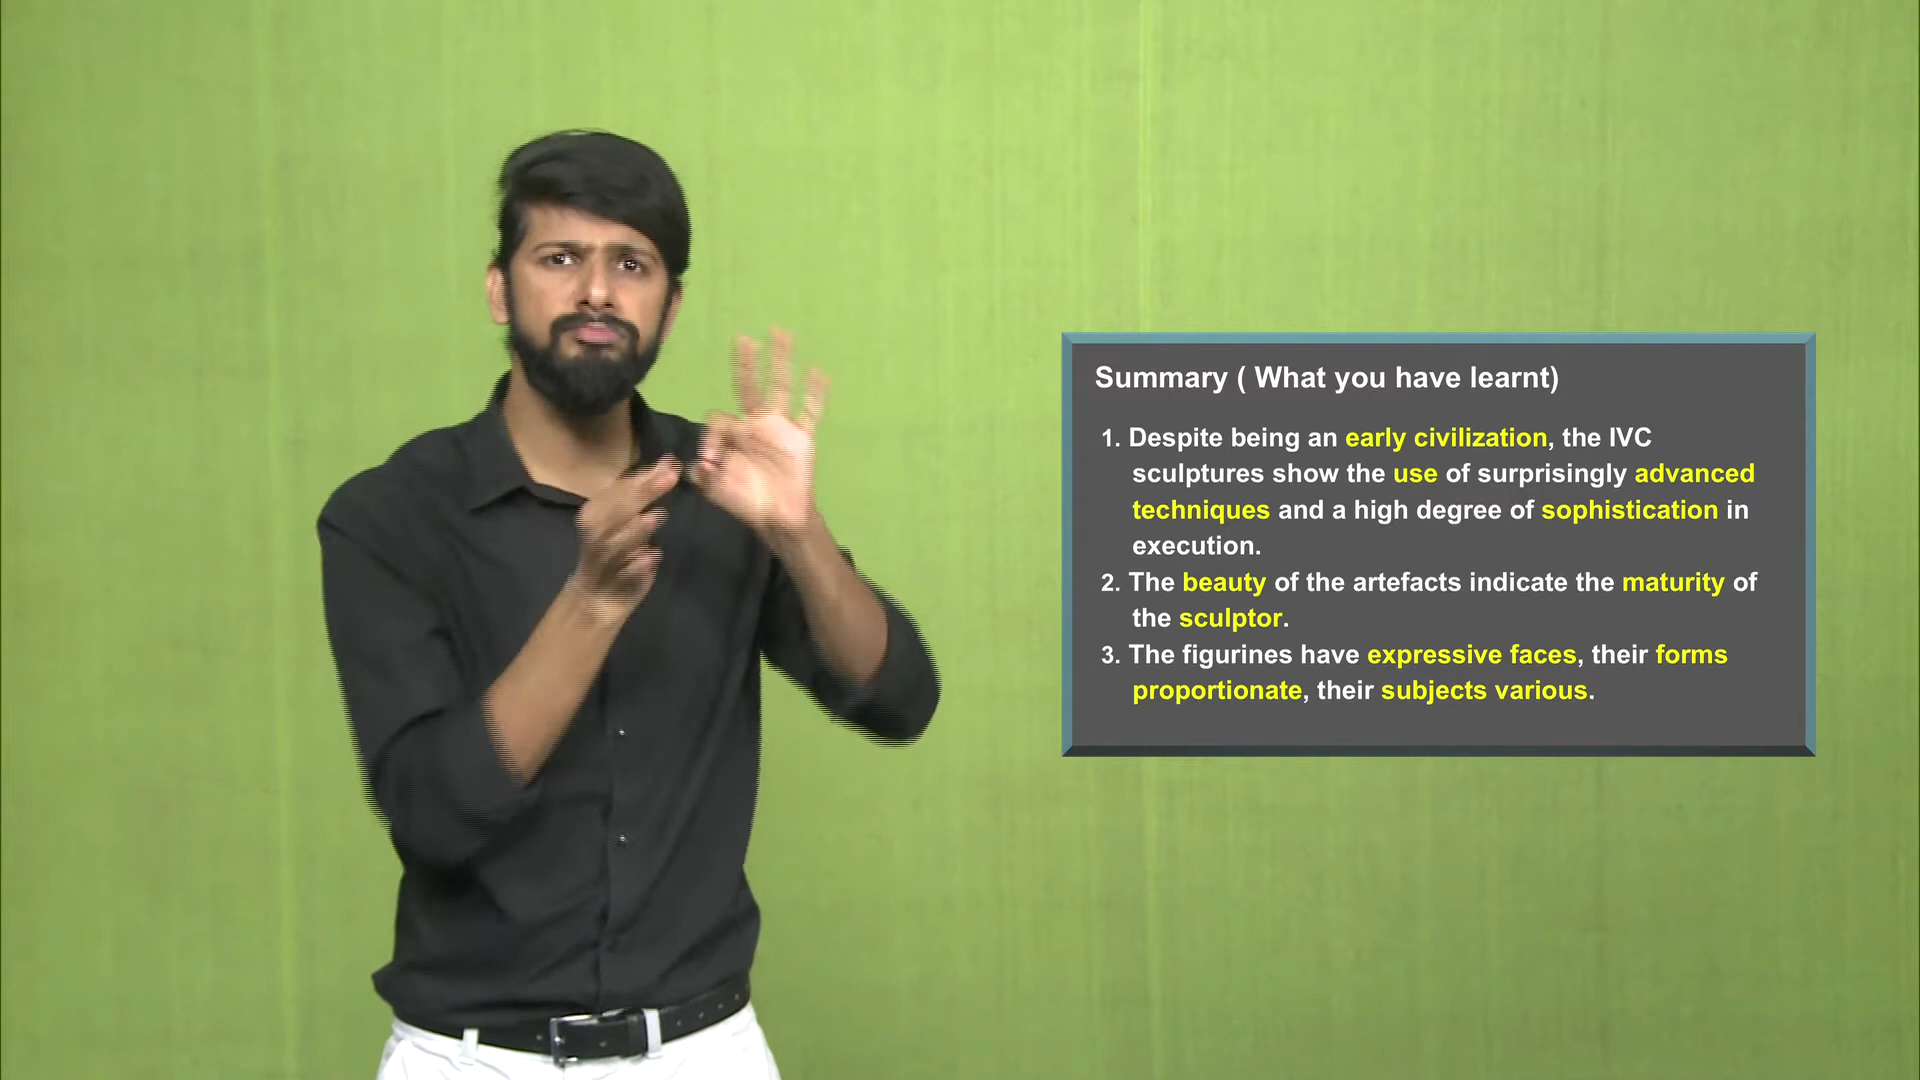 Summary ( What you have learnt)
1. Despite being an early civilization, the IVC
sculptures show the use of surprisingly advanced
techniques and a high degree of sophistication in
execution.
2. The beauty of the artefacts indicate the maturity of
the sculptor.
3. The figurines have expressive faces, their forms
proportionate, their subjects various.